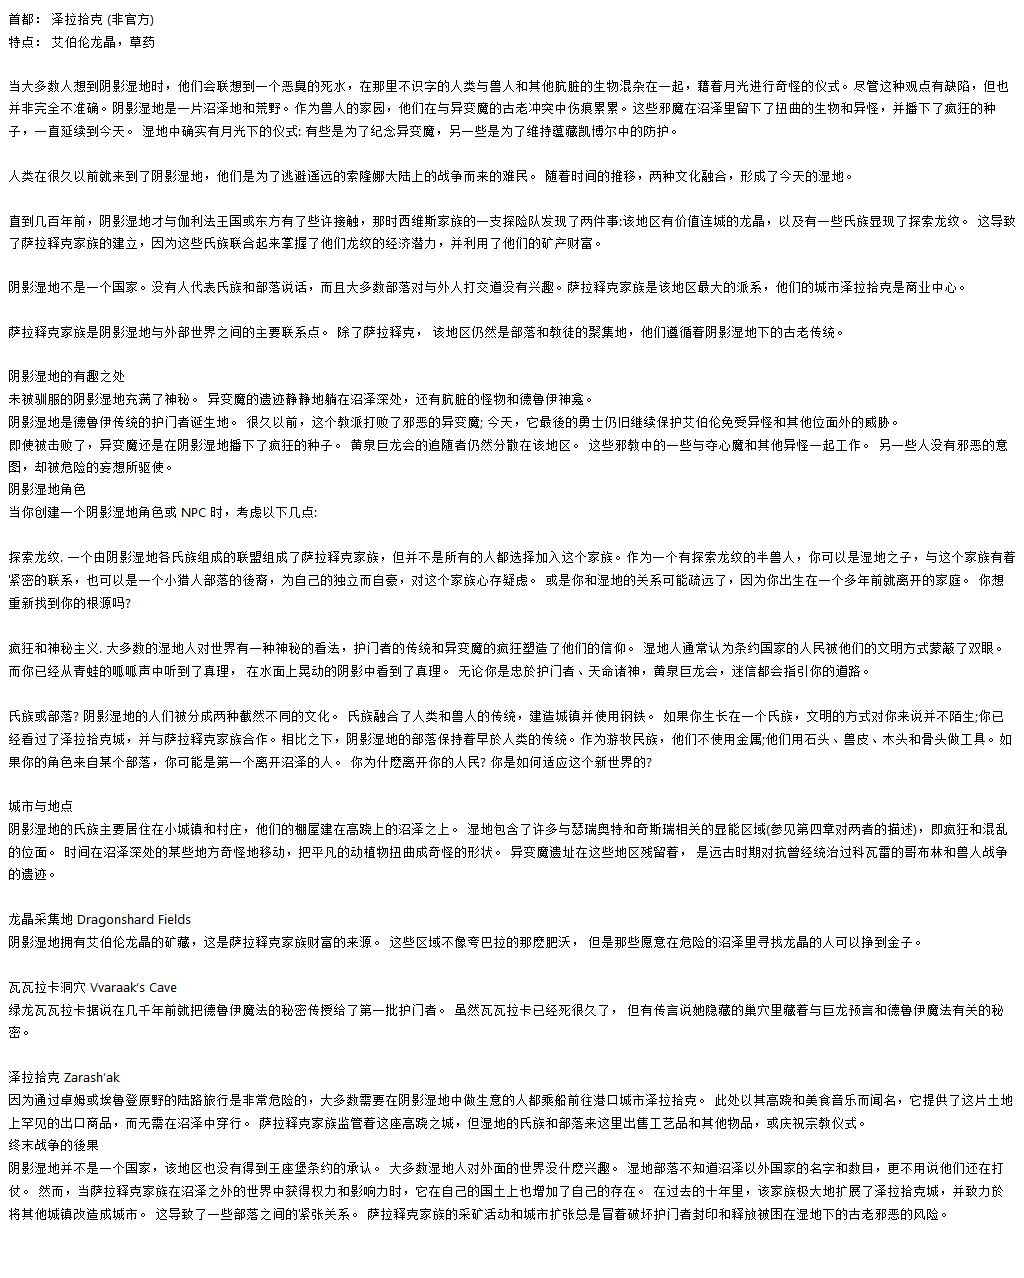 首都： 泽拉拾克 (非官方)
特点： 艾伯伦龙晶，草药
当大多数人想到阴影湿地时，他们会联想到一个恶臭的死水，在那里不识字的人类与兽人和其他肮脏的生物混杂在一起，藉着月光进行奇怪的仪式。尽管这种观点有缺陷，但也
并非完全不准确。阴影湿地是一片沼泽地和荒野。作为兽人的家园，他们在与异变魔的古老冲突中伤痕累累。这些邪魔在沼泽里留下了扭曲的生物和异怪，并播下了疯狂的种
子，一直延续到今天。 湿地中确实有月光下的仪式: 有些是为了纪念异变魔，另一些是为了维持蕴藏凯博尔中的防护。
人类在很久以前就来到了阴影湿地，他们是为了逃避遥远的索隆娜大陆上的战争而来的难民。 随着时间的推移，两种文化融合，形成了今天的湿地。
直到几百年前，阴影湿地才与伽利法王国或东方有了些许接触，那时西维斯家族的一支探险队发现了两件事:该地区有价值连城的龙晶，以及有一些氏族显现了探索龙纹。 这导致
了萨拉释克家族的建立，因为这些氏族联合起来掌握了他们龙纹的经济潜力，并利用了他们的矿产财富。
阴影湿地不是一个国家。没有人代表氏族和部落说话，而且大多数部落对与外人打交道没有兴趣。萨拉释克家族是该地区最大的派系，他们的城市泽拉拾克是商业中心。
萨拉释克家族是阴影湿地与外部世界之间的主要联系点。 除了萨拉释克， 该地区仍然是部落和教徒的聚集地，他们遵循着阴影湿地下的古老传统。
阴影湿地的有趣之处
未被驯服的阴影湿地充满了神秘。 异变魔的遗迹静静地躺在沼泽深处，还有肮脏的怪物和德鲁伊神龛。
阴影湿地是德鲁伊传统的护门者诞生地。 很久以前，这个教派打败了邪恶的异变魔; 今天，它最後的勇士仍旧继续保护艾伯伦免受异怪和其他位面外的威胁。
即使被击败了，异变魔还是在阴影湿地播下了疯狂的种子。 黄泉巨龙会的追随者仍然分散在该地区。 这些邪教中的一些与夺心魔和其他异怪一起工作。 另一些人没有邪恶的意
图，却被危险的妄想所驱使。
阴影湿地角色
当你创建一个阴影湿地角色或 NPC 时，考虑以下几点:
探索龙纹. 一个由阴影湿地各氏族组成的联盟组成了萨拉释克家族，但并不是所有的人都选择加入这个家族。作为一个有探索龙纹的半兽人，你可以是湿地之子，与这个家族有着
紧密的联系，也可以是一个小猎人部落的後裔，为自己的独立而自豪，对这个家族心存疑虑。 或是你和湿地的关系可能疏远了，因为你出生在一个多年前就离开的家庭。 你想
重新找到你的根源吗?
疯狂和神秘主义. 大多数的湿地人对世界有一种神秘的看法，护门者的传统和异变魔的疯狂塑造了他们的信仰。 湿地人通常认为条约国家的人民被他们的文明方式蒙蔽了双眼。
而你已经从青蛙的呱呱声中听到了真理， 在水面上晃动的阴影中看到了真理。 无论你是忠於护门者、天命诸神，黄泉巨龙会，迷信都会指引你的道路。
氏族或部落? 阴影湿地的人们被分成两种截然不同的文化。 氏族融合了人类和兽人的传统，建造城镇并使用钢铁。 如果你生长在一个氏族，文明的方式对你来说并不陌生;你已
经看过了泽拉拾克城，并与萨拉释克家族合作。相比之下，阴影湿地的部落保持着早於人类的传统。作为游牧民族，他们不使用金属;他们用石头、兽皮、木头和骨头做工具。如
果你的角色来自某个部落，你可能是第一个离开沼泽的人。 你为什麽离开你的人民? 你是如何适应这个新世界的?
城市与地点
阴影湿地的氏族主要居住在小城镇和村庄，他们的棚屋建在高跷上的沼泽之上。 湿地包含了许多与瑟瑞奥特和奇斯瑞相关的显能区域(参见第四章对两者的描述)，即疯狂和混乱
的位面。 时间在沼泽深处的某些地方奇怪地移动，把平凡的动植物扭曲成奇怪的形状。 异变魔遗址在这些地区残留着， 是远古时期对抗曾经统治过科瓦雷的哥布林和兽人战争
的遗迹。
龙晶采集地 Dragonshard Fields
阴影湿地拥有艾伯伦龙晶的矿藏，这是萨拉释克家族财富的来源。 这些区域不像夸巴拉的那麽肥沃， 但是那些愿意在危险的沼泽里寻找龙晶的人可以挣到金子。
瓦瓦拉卡洞穴 Vvaraak's Cave
绿龙瓦瓦拉卡据说在几千年前就把德鲁伊魔法的秘密传授给了第一批护门者。 虽然瓦瓦拉卡已经死很久了， 但有传言说她隐藏的巢穴里藏着与巨龙预言和德鲁伊魔法有关的秘
密。
泽拉拾克 Zarash'ak
因为通过卓姆或埃鲁登原野的陆路旅行是非常危险的，大多数需要在阴影湿地中做生意的人都乘船前往港口城市泽拉拾克。 此处以其高跷和美食音乐而闻名，它提供了这片土地
上罕见的出口商品，而无需在沼泽中穿行。 萨拉释克家族监管着这座高跷之城，但湿地的氏族和部落来这里出售工艺品和其他物品，或庆祝宗教仪式。
终末战争的後果
阴影湿地并不是一个国家，该地区也没有得到王座堡条约的承认。 大多数湿地人对外面的世界没什麽兴趣。 湿地部落不知道沼泽以外国家的名字和数目，更不用说他们还在打
仗。 然而，当萨拉释克家族在沼泽之外的世界中获得权力和影响力时，它在自己的国土上也增加了自己的存在。 在过去的十年里，该家族极大地扩展了泽拉拾克城，并致力於
将其他城镇改造成城市。 这导致了一些部落之间的紧张关系。 萨拉释克家族的采矿活动和城市扩张总是冒着破坏护门者封印和释放被困在湿地下的古老邪恶的风险。